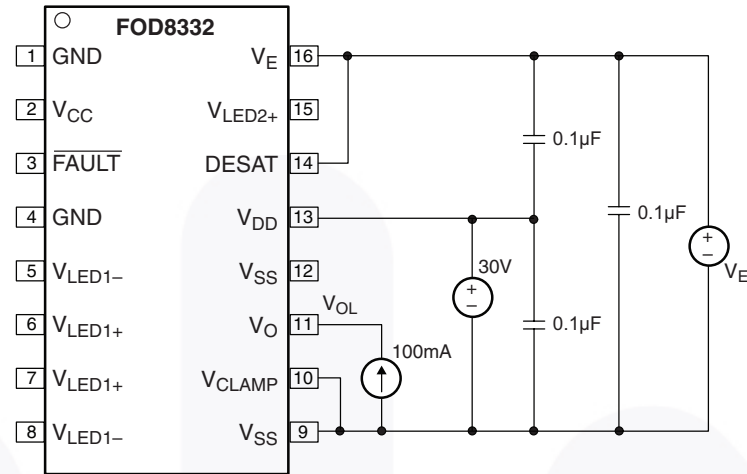 FOD8332
1 GND VE 16
2 VCC VLED2+ 15
3 FAULT DESAT 14
4 GND VDD 13
5 VLED1– VSS 12
6 VLED1+ VO 11
7 VLED1+ VCLAMP 10
8 VLED1– VSS 9
VOL
100mA
30V
+
–
0.1µF
0.1µF
0.1µF
+
–
VE